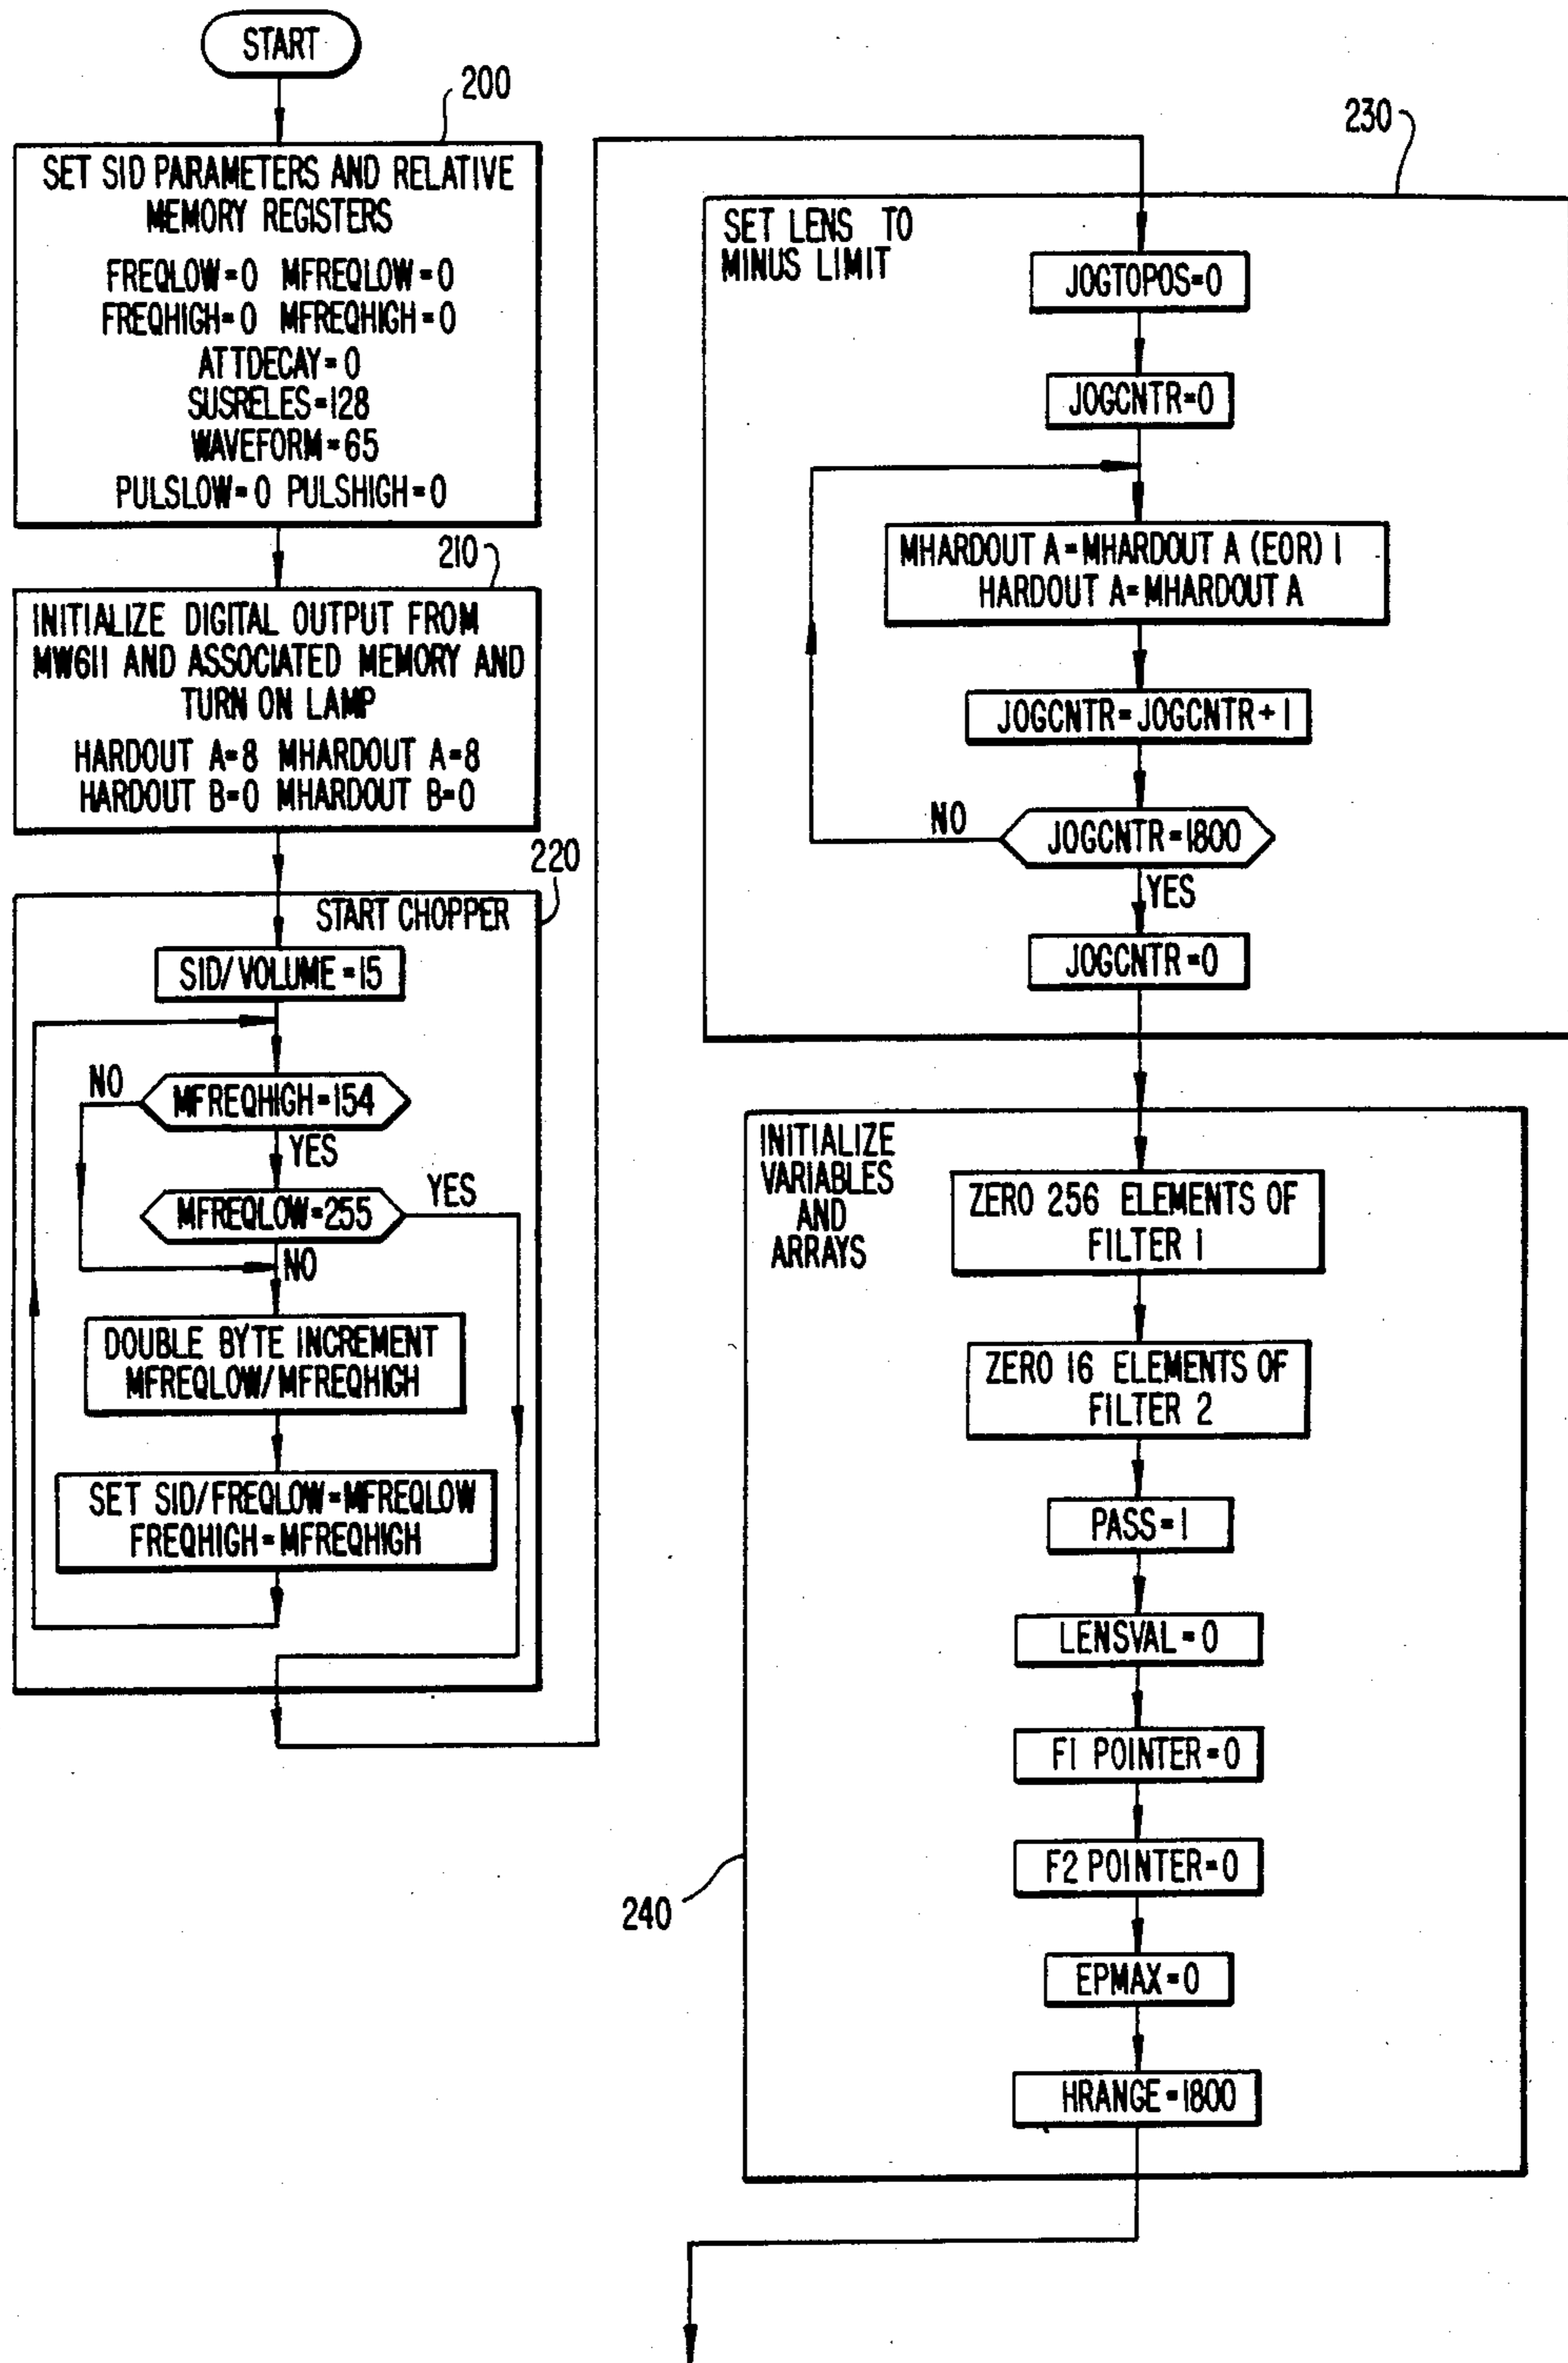 START
200
SET SID PARAMETERS AND RELATIVE
MEMORY REGISTERS
FREQLOW=0 MFREQLOW=0
FREQHIGH=0 MFREQHIGH=0
ATTDECAY=0
SUSRELES=128
WAVEFORM=65
PULSLOW=0 PULSHIGH=0
210
INITIALIZE DIGITAL OUTPUT FROM
MW611 AND ASSOCIATED MEMORY AND
TURN ON LAMP
HARDOUT A=8 MHARDOUT A=8
HARDOUT B=0 MHARDOUT B=0
220
START CHOPPER
SID/VOLUME=15
MFREQHIGH=154
NO
YES
MFREQLOW=255
YES
NO
DOUBLE BYTE INCREMENT
MFREQLOW/MFREQHIGH
SET SID/FREQLOW=MFREQLOW
FREQHIGH=MFREQHIGH
230
SET LENS TO
MINUS LIMIT
JOGTOPOS=0
JOGCNTR=0
MHARDOUT A=MHARDOUT A (EOR) 1
HARDOUT A=MHARDOUT A
JOGCNTR=JOGCNTR+1
NO
JOGCNTR=1800
YES
JOGCNTR=0
240
INITIALIZE
VARIABLES
AND
ARRAYS
ZERO 256 ELEMENTS OF
FILTER 1
ZERO 16 ELEMENTS OF
FILTER 2
PASS=1
LENSVAL=0
F1 POINTER=0
F2 POINTER=0
EPMAX=0
HRANGE=1800